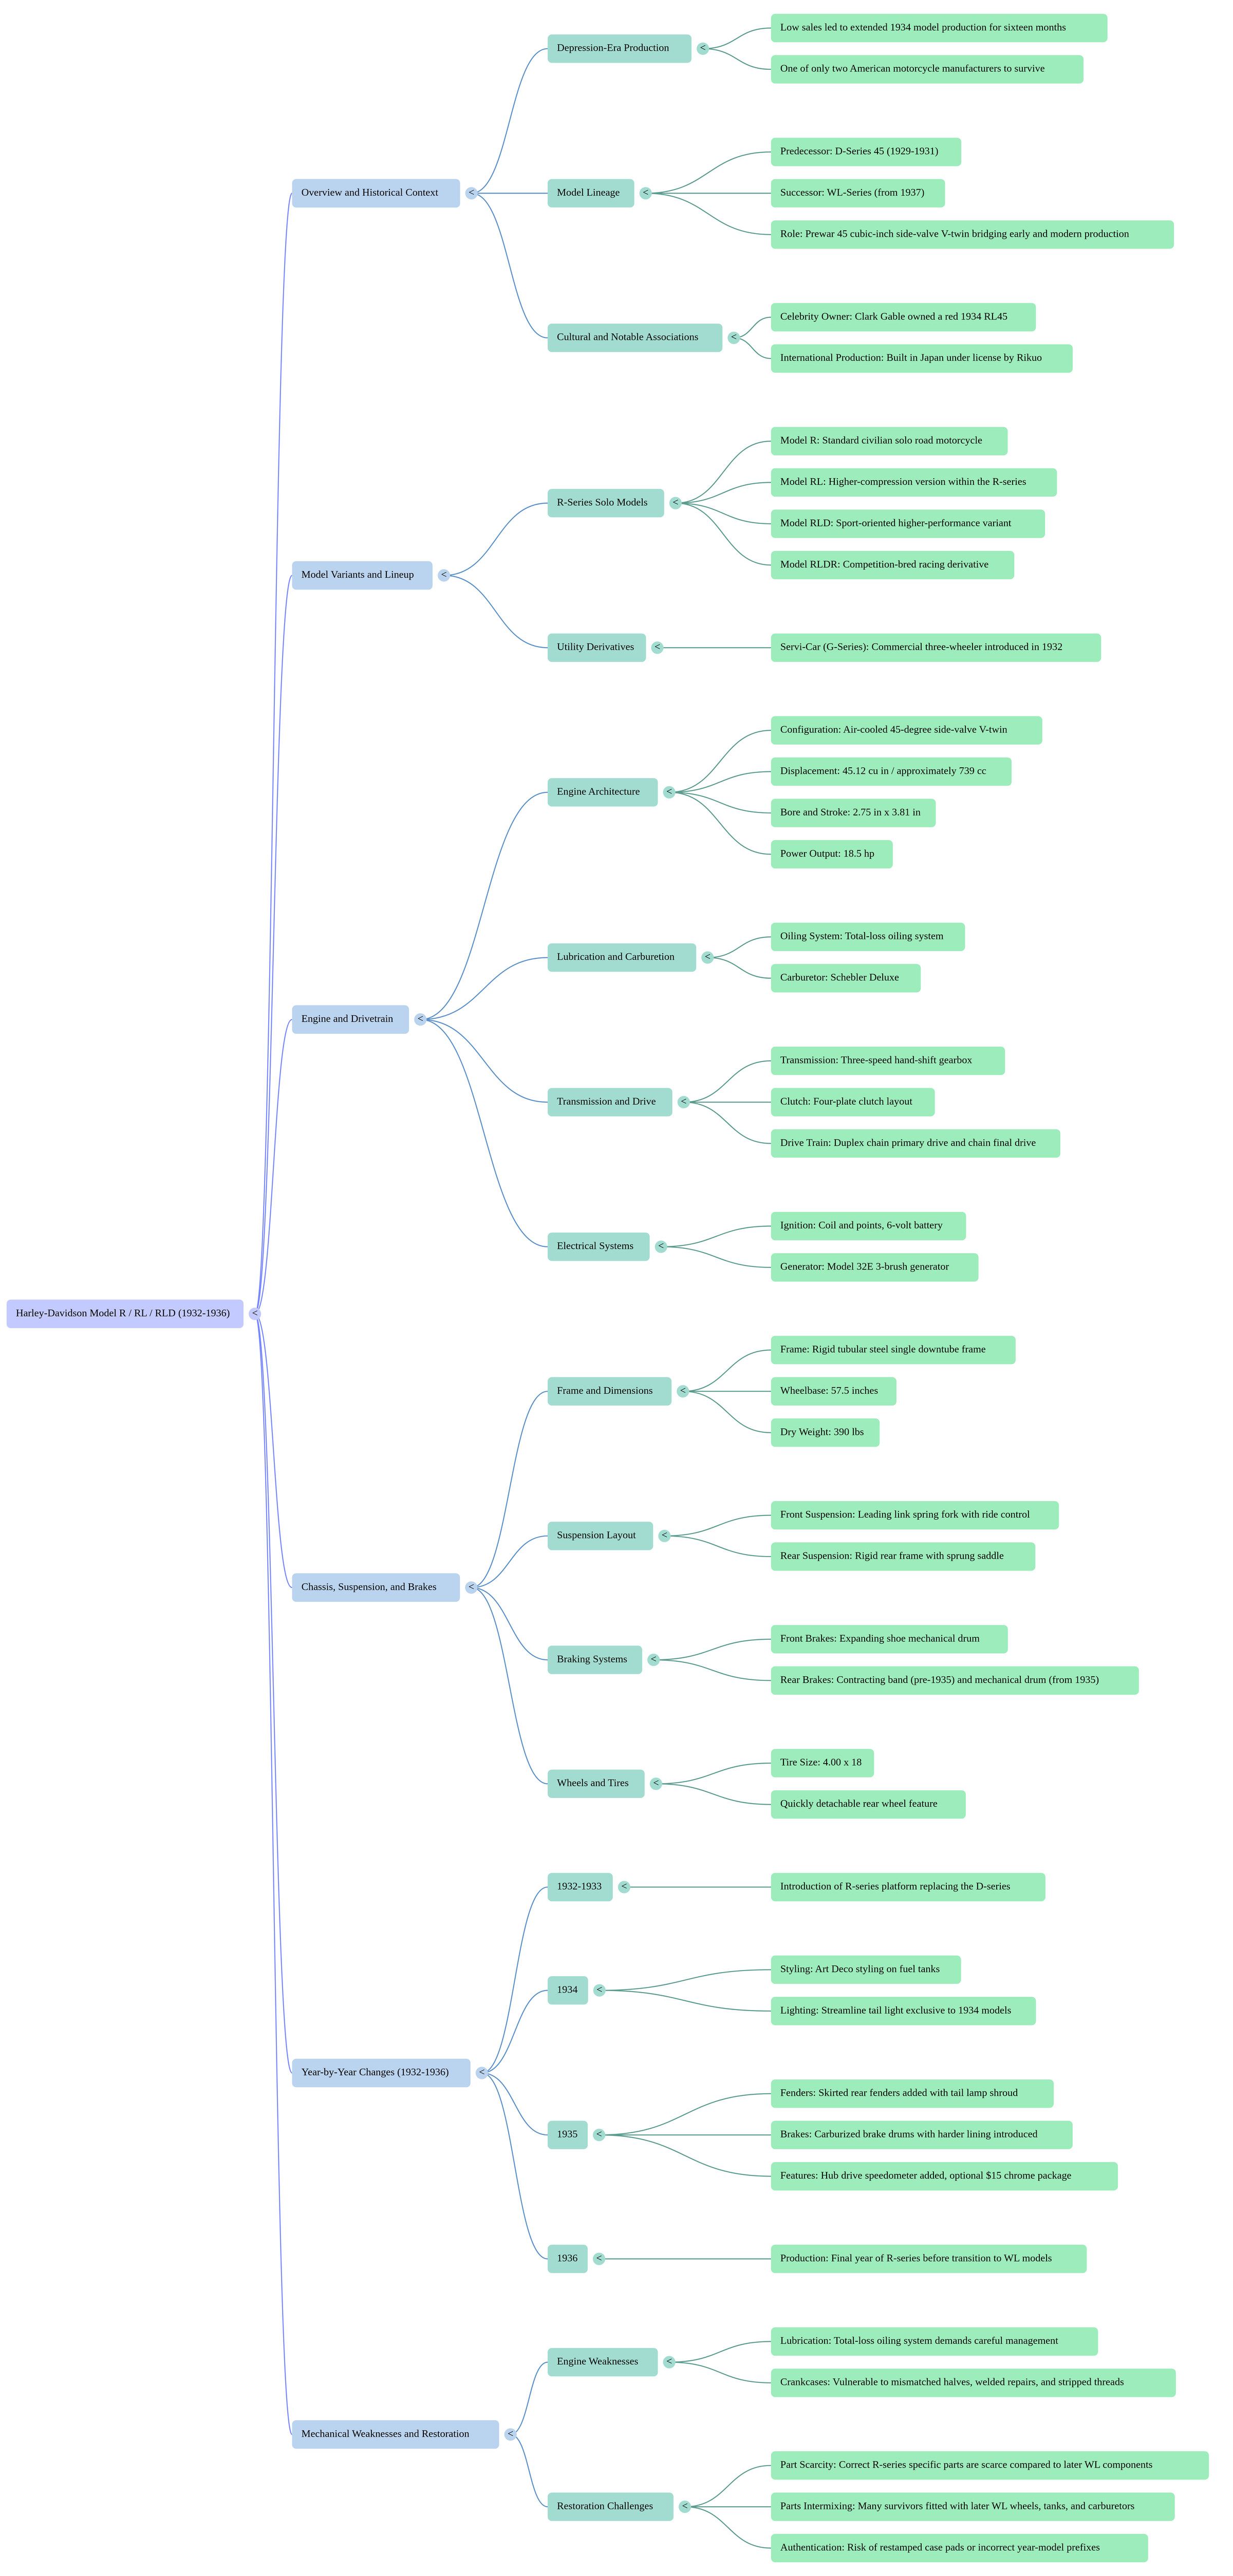 Harley-Davidson Model R / RL / RLD (1932-1936)
<
Overview and Historical Context
<
Depression-Era Production
<
Low sales led to extended 1934 model production for sixteen months
One of only two American motorcycle manufacturers to survive
Model Lineage
<
Predecessor: D-Series 45 (1929-1931)
Successor: WL-Series (from 1937)
Role: Prewar 45 cubic-inch side-valve V-twin bridging early and modern production
Cultural and Notable Associations
<
Celebrity Owner: Clark Gable owned a red 1934 RL45
International Production: Built in Japan under license by Rikuo
Model Variants and Lineup
<
R-Series Solo Models
<
Model R: Standard civilian solo road motorcycle
Model RL: Higher-compression version within the R-series
Model RLD: Sport-oriented higher-performance variant
Model RLDR: Competition-bred racing derivative
Utility Derivatives
<
Servi-Car (G-Series): Commercial three-wheeler introduced in 1932
Engine and Drivetrain
<
Engine Architecture
<
Configuration: Air-cooled 45-degree side-valve V-twin
Displacement: 45.12 cu in / approximately 739 cc
Bore and Stroke: 2.75 in x 3.81 in
Power Output: 18.5 hp
Lubrication and Carburetion
<
Oiling System: Total-loss oiling system
Carburetor: Schebler Deluxe
Transmission and Drive
<
Transmission: Three-speed hand-shift gearbox
Clutch: Four-plate clutch layout
Drive Train: Duplex chain primary drive and chain final drive
Electrical Systems
<
Ignition: Coil and points, 6-volt battery
Generator: Model 32E 3-brush generator
Chassis, Suspension, and Brakes
<
Frame and Dimensions
<
Frame: Rigid tubular steel single downtube frame
Wheelbase: 57.5 inches
Dry Weight: 390 lbs
Suspension Layout
<
Front Suspension: Leading link spring fork with ride control
Rear Suspension: Rigid rear frame with sprung saddle
Braking Systems
<
Front Brakes: Expanding shoe mechanical drum
Rear Brakes: Contracting band (pre-1935) and mechanical drum (from 1935)
Wheels and Tires
<
Tire Size: 4.00 x 18
Quickly detachable rear wheel feature
Year-by-Year Changes (1932-1936)
<
1932-1933
<
Introduction of R-series platform replacing the D-series
1934
<
Styling: Art Deco styling on fuel tanks
Lighting: Streamline tail light exclusive to 1934 models
1935
<
Fenders: Skirted rear fenders added with tail lamp shroud
Brakes: Carburized brake drums with harder lining introduced
Features: Hub drive speedometer added, optional $15 chrome package
1936
<
Production: Final year of R-series before transition to WL models
Mechanical Weaknesses and Restoration
<
Engine Weaknesses
<
Lubrication: Total-loss oiling system demands careful management
Crankcases: Vulnerable to mismatched halves, welded repairs, and stripped threads
Restoration Challenges
<
Part Scarcity: Correct R-series specific parts are scarce compared to later WL components
Parts Intermixing: Many survivors fitted with later WL wheels, tanks, and carburetors
Authentication: Risk of restamped case pads or incorrect year-model prefixes